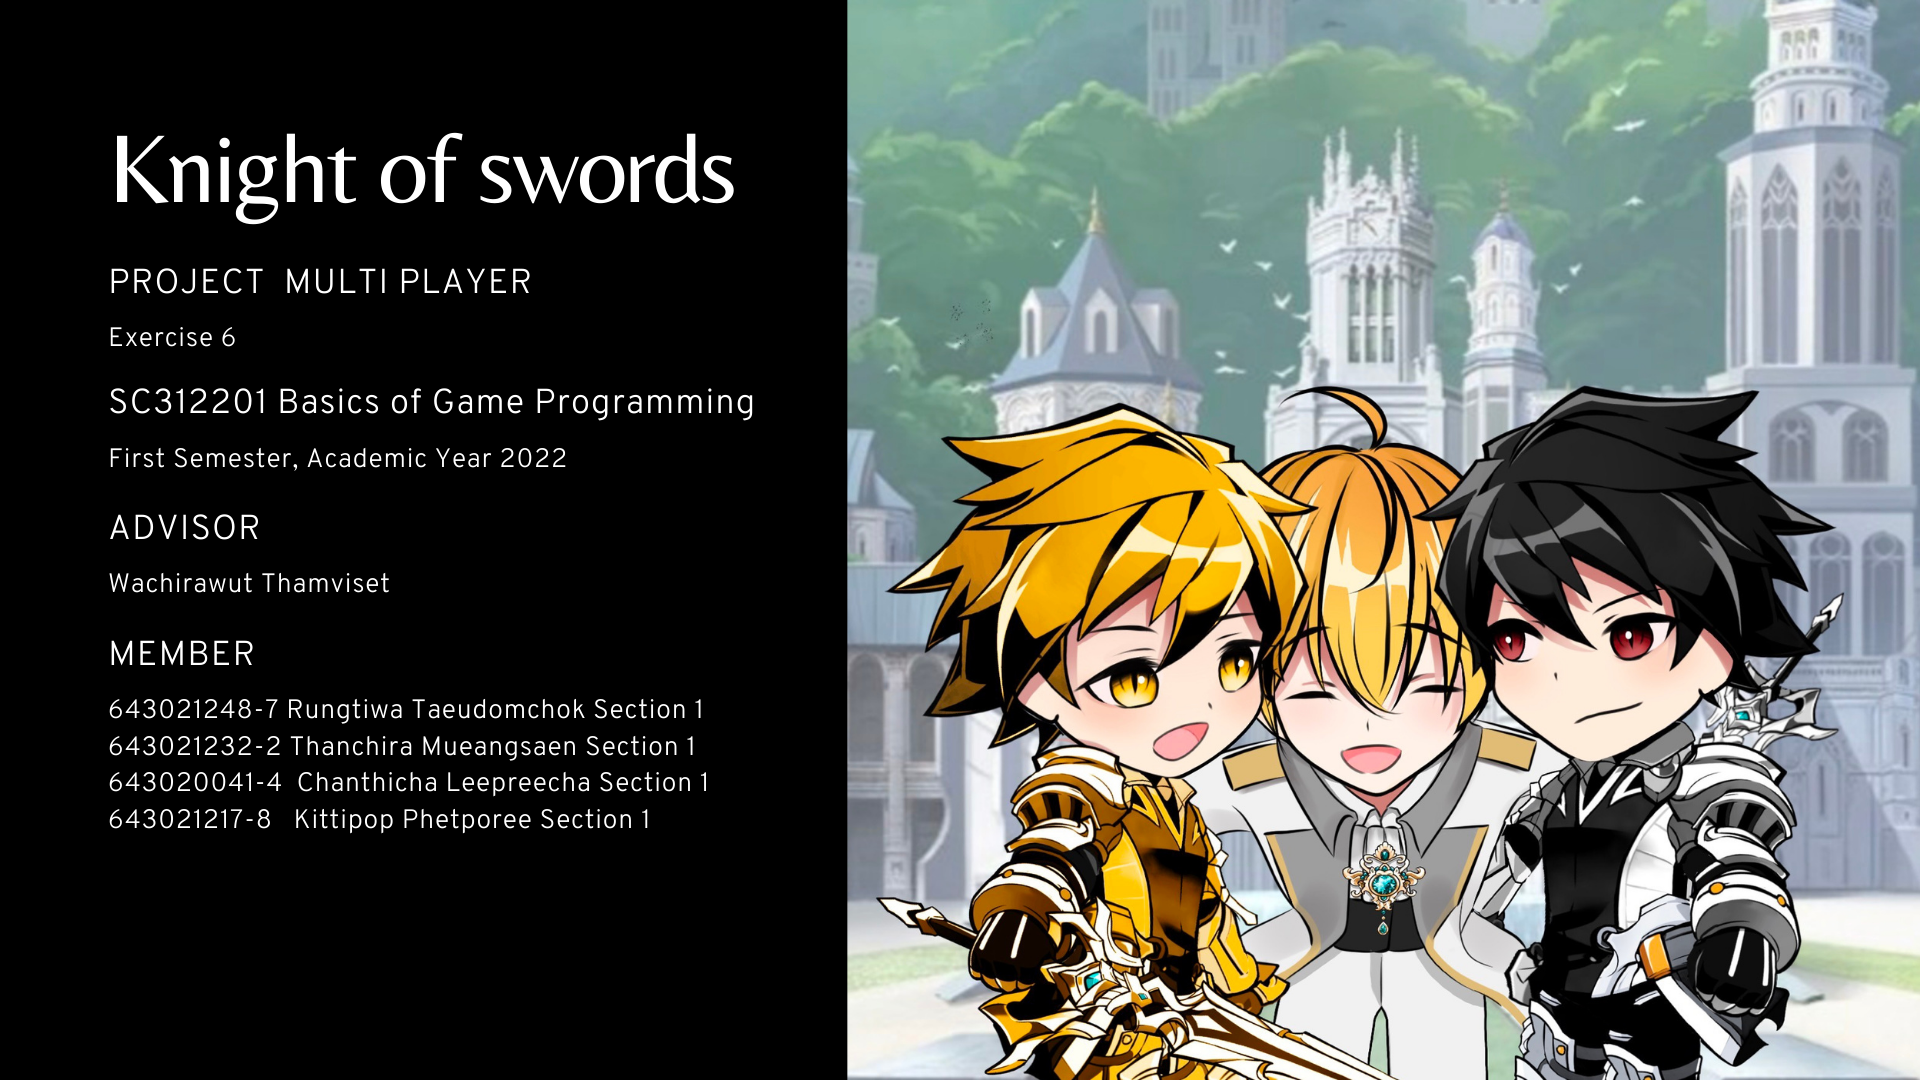 Knight of swords
PROJECT  MULTI PLAYER
Exercise 6
SC312201 Basics of Game Programming
First Semester, Academic Year 2022
ADVISOR
Wachirawut Thamviset
MEMBER
643021248-7 Rungtiwa Taeudomchok Section 1
643021232-2 Thanchira Mueangsaen Section 1
643020041-4  Chanthicha Leepreecha Section 1
643021217-8   Kittipop Phetporee Section 1